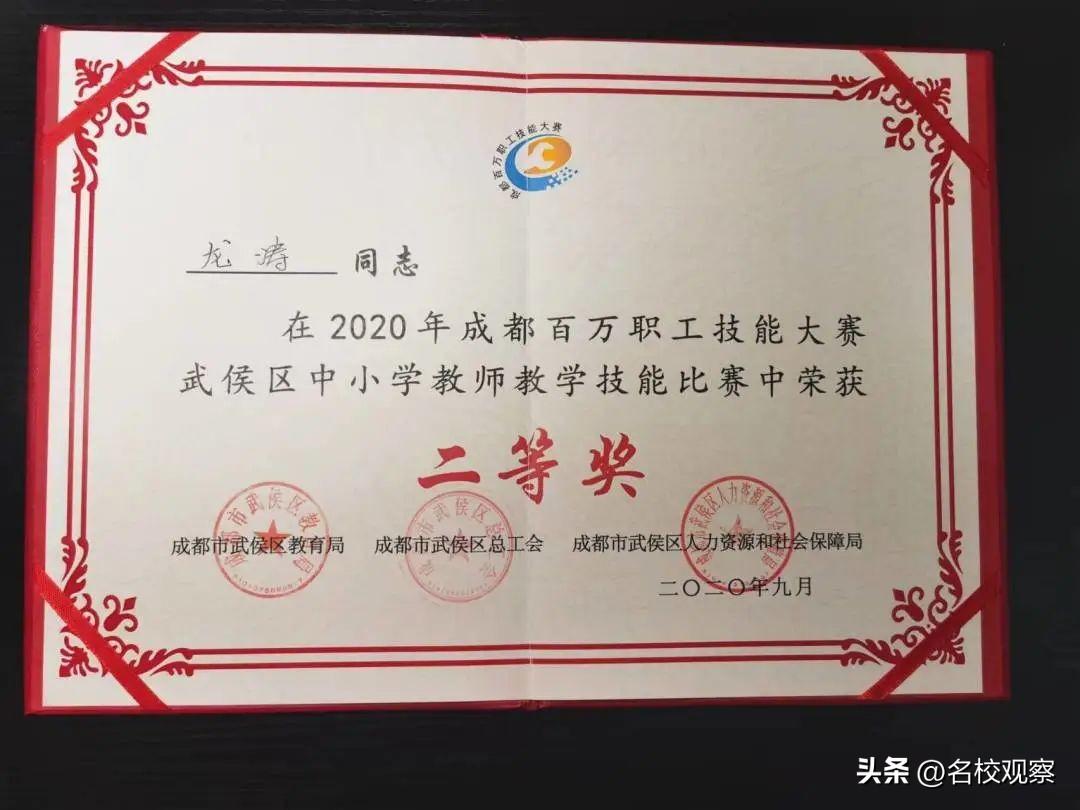 成都百万职工技能大赛
龙涛 同志
在2020年成都百万职工技能大赛
武侯区中小学教师教学技能比赛中荣获
二等奖
成都市武侯区教育局 成都市武侯区总工会 成都市武侯区人力资源和社会保障局
二〇二〇年九月
头条 @名校观察